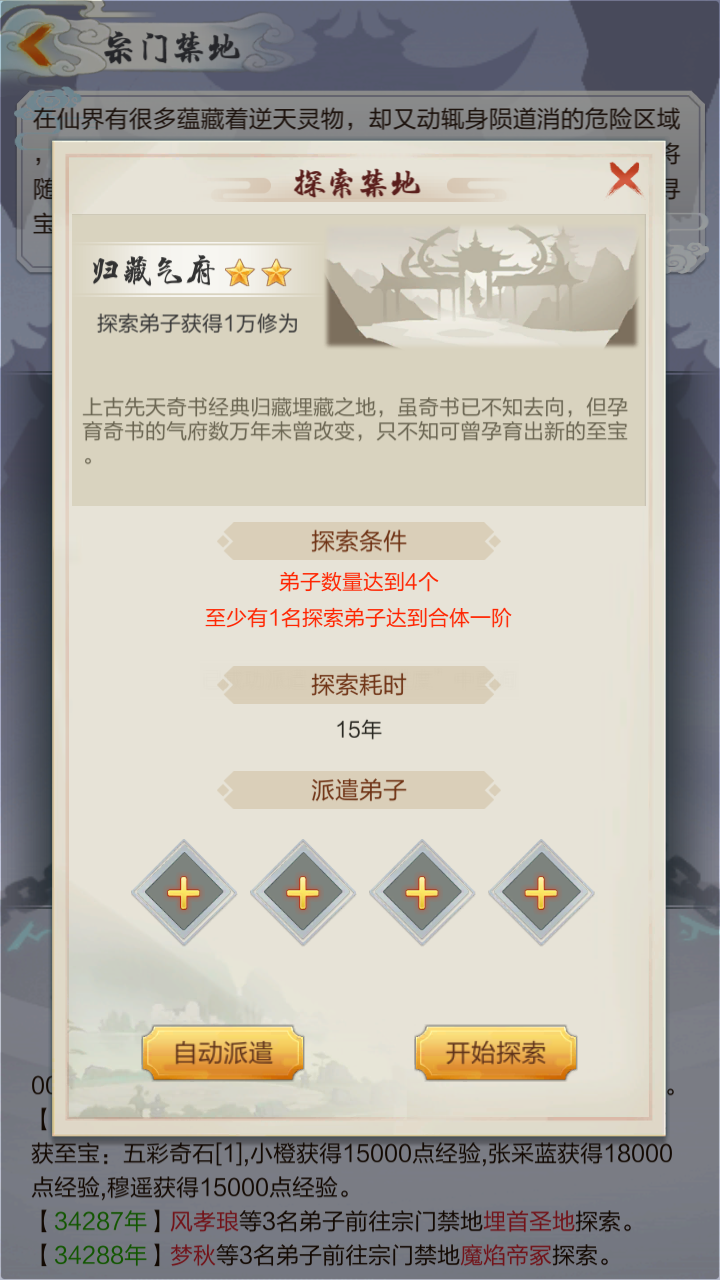 宗门禁地
在仙界有很多蕴藏着逆天灵物，却又动辄身陨道消的危险区域
，
随
宝
探索禁地
归藏气府
探索弟子获得1万修为
上古先天奇书经典归藏埋藏之地，虽奇书已不知去向，但孕
育奇书的气府数万年未曾改变，只不知可曾孕育出新的至宝
。
探索条件
弟子数量达到4个
至少有1名探索弟子达到合体一阶
探索耗时
15年
派遣弟子
自动派遣 开始探索
。
【
获至宝：五彩奇石[1],小橙获得15000点经验,张采蓝获得18000
点经验,穆遥获得15000点经验。
【34287年】风孝琅等3名弟子前往宗门禁地埋首圣地探索。
【34288年】梦秋等3名弟子前往宗门禁地魔焰帝冢探索。